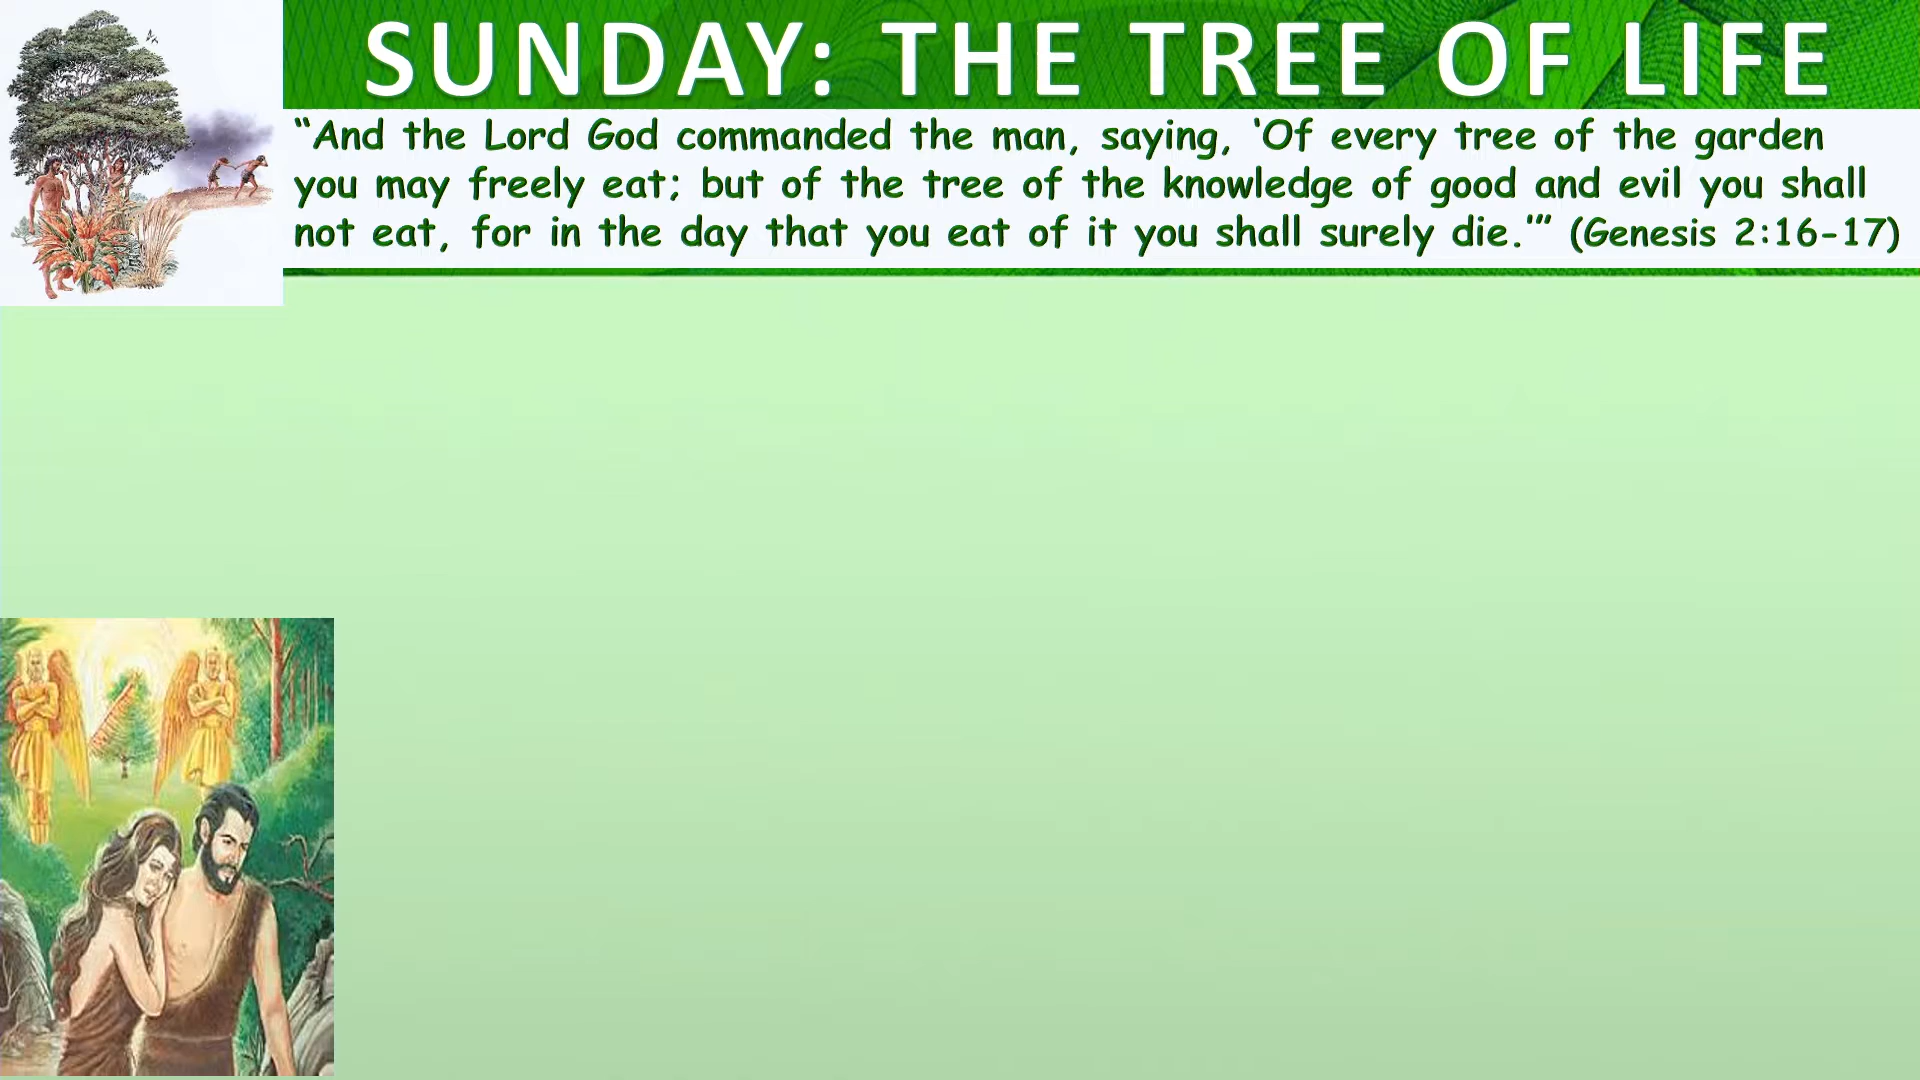 SUNDAY: THE TREE OF LIFE
“And the Lord God commanded the man, saying, ‘Of every tree of the garden
you may freely eat; but of the tree of the knowledge of good and evil you shall
not eat, for in the day that you eat of it you shall surely die.’” (Genesis 2:16-17)